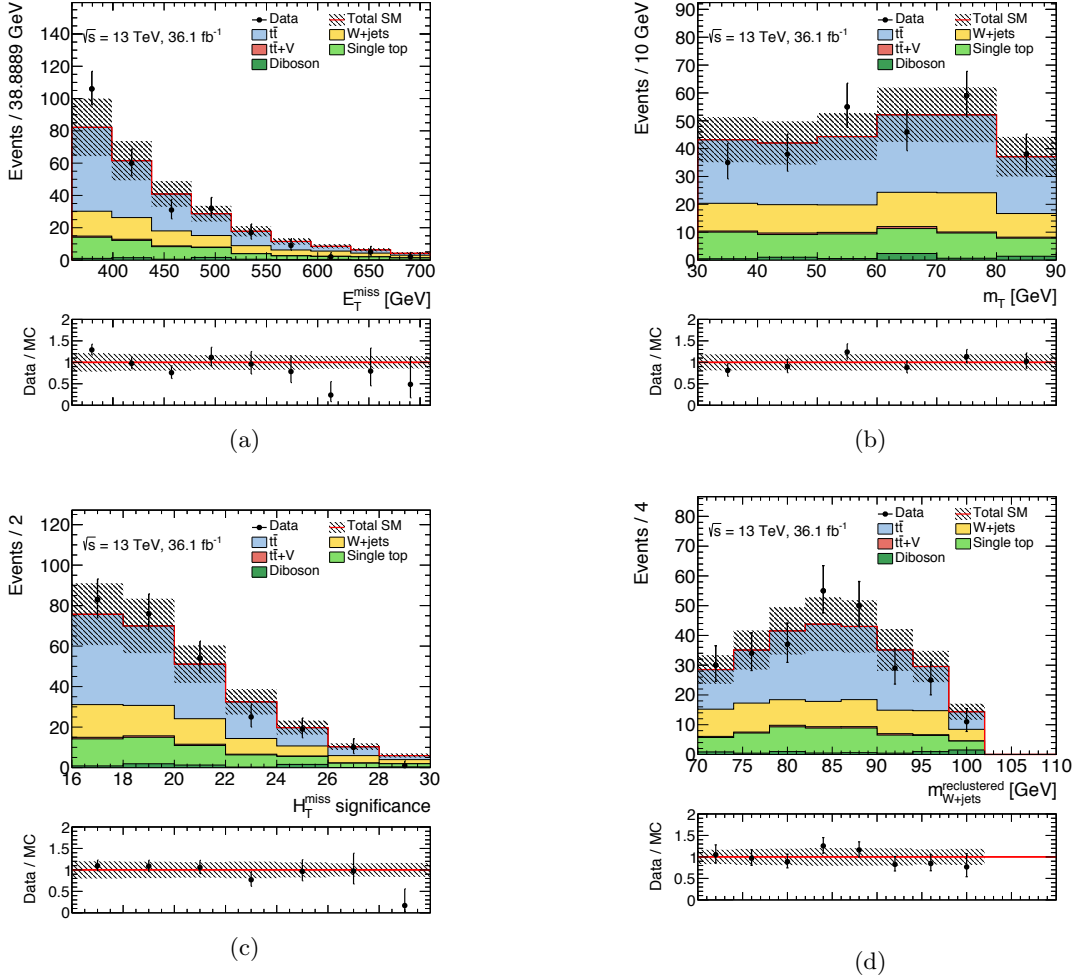 Events / 38.8889 GeV
160
140
120
100
80
60
40
20
0
√s = 13 TeV, 36.1 fb⁻¹
Data
Total SM
tt̄
W+jets
tt̄+V
Single top
Diboson
400 450 500 550 600 650 700
E_T^miss [GeV]
Data / MC
2
1.5
1
0.5
0
(a)
Events / 10 GeV
90
80
70
60
50
40
30
20
10
0
√s = 13 TeV, 36.1 fb⁻¹
Data
Total SM
tt̄
W+jets
tt̄+V
Single top
Diboson
30 40 50 60 70 80 90
m_T [GeV]
Data / MC
2
1.5
1
0.5
0
(b)
Events / 2
120
100
80
60
40
20
0
√s = 13 TeV, 36.1 fb⁻¹
Data
Total SM
tt̄
W+jets
tt̄+V
Single top
Diboson
16 18 20 22 24 26 28 30
H_T^miss significance
Data / MC
2
1.5
1
0.5
0
(c)
Events / 4
80
70
60
50
40
30
20
10
0
√s = 13 TeV, 36.1 fb⁻¹
Data
Total SM
tt̄
W+jets
tt̄+V
Single top
Diboson
70 75 80 85 90 95 100 105 110
m_W+jets^reclustered [GeV]
Data / MC
2
1.5
1
0.5
0
(d)